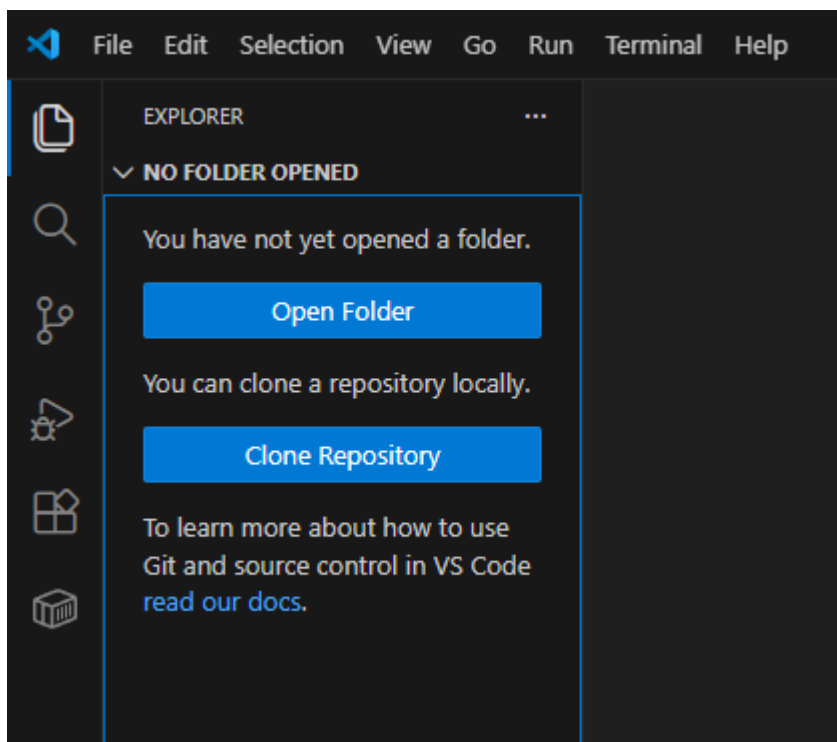 File Edit Selection View Go Run Terminal Help
EXPLORER
NO FOLDER OPENED
You have not yet opened a folder.
Open Folder
You can clone a repository locally.
Clone Repository
To learn more about how to use
Git and source control in VS Code
read our docs.